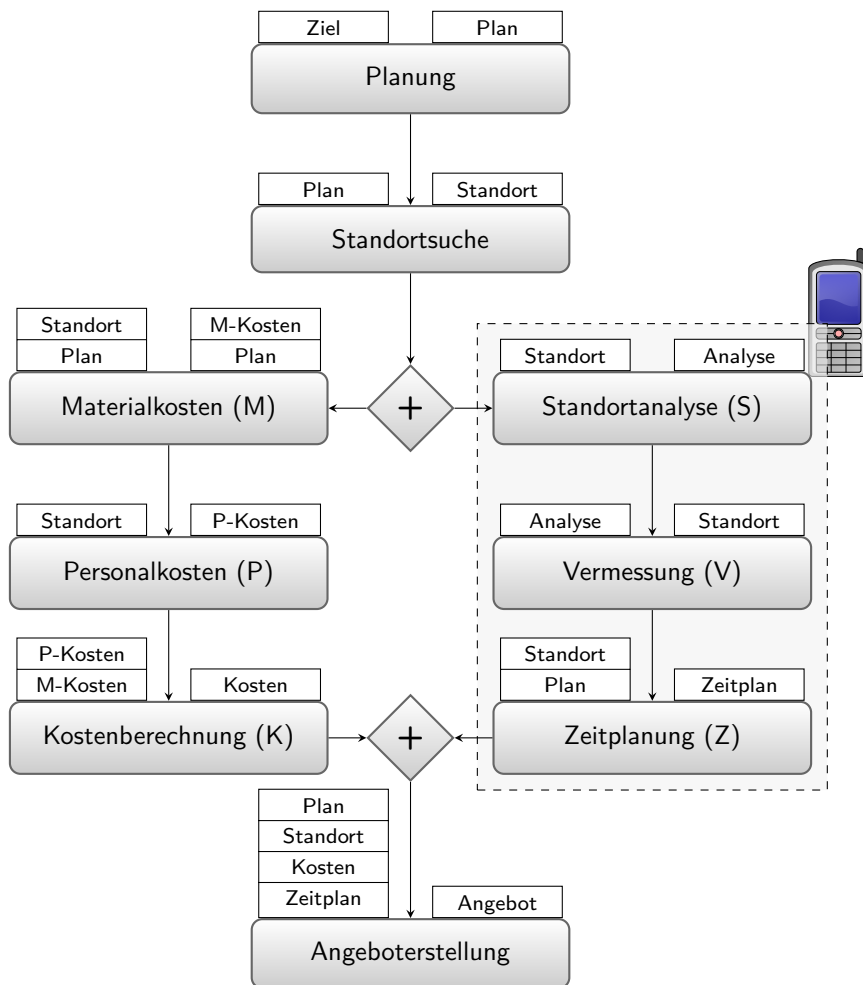 Ziel
Plan
Planung
Plan
Standort
Standortsuche
Standort
Plan
M-Kosten
Plan
Materialkosten (M)
+
Standort
Analyse
Standortanalyse (S)
Standort
P-Kosten
Personalkosten (P)
Analyse
Standort
Vermessung (V)
P-Kosten
M-Kosten
Kosten
Kostenberechnung (K)
+
Standort
Plan
Zeitplan
Zeitplanung (Z)
Plan
Standort
Kosten
Zeitplan
Angebot
Angeboterstellung